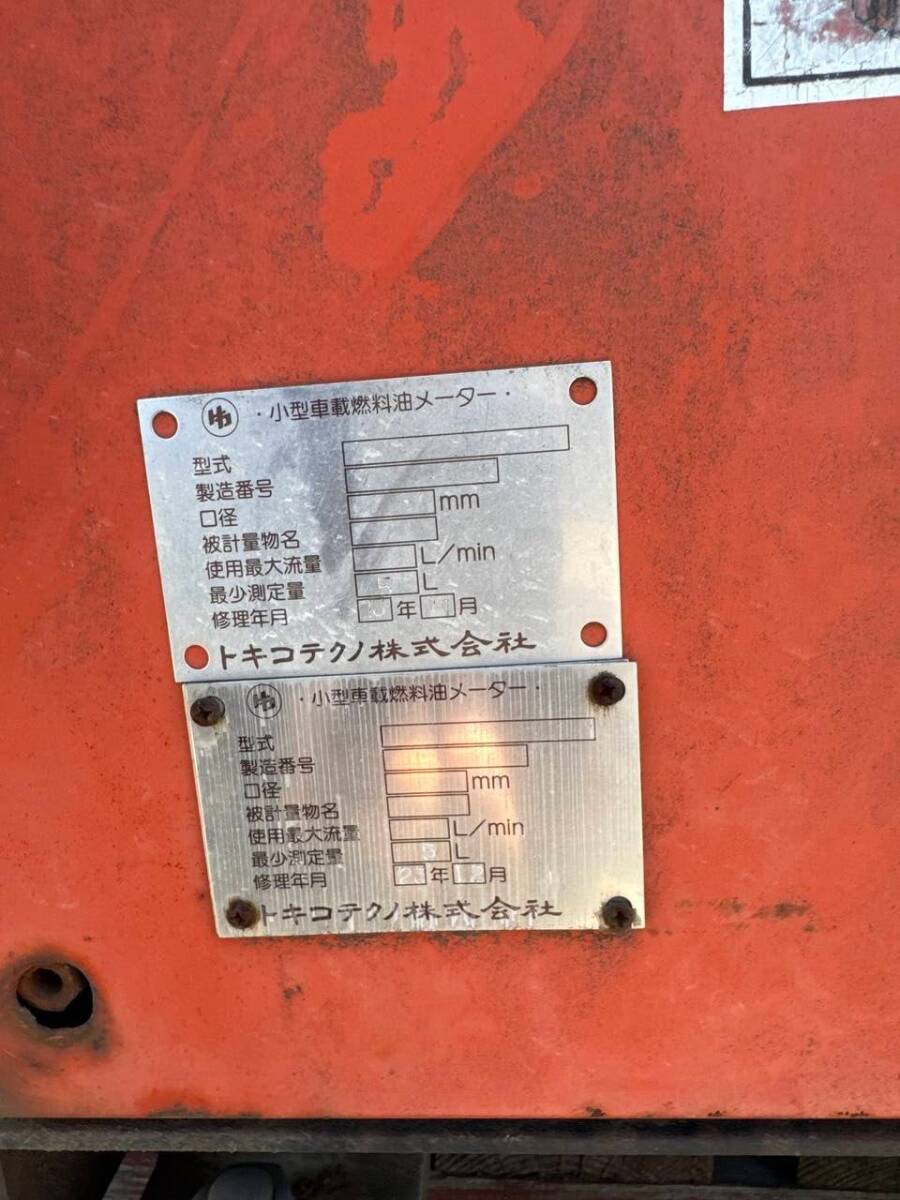 ・小型車載燃料油メーター・
型式
製造番号
口径 mm
被計量物名
使用最大流量 L/min
最少測定量 L
修理年月 年 月
トキコテクノ株式会社
・小型車載燃料油メーター・
型式
製造番号
口径 mm
被計量物名
使用最大流量 L/min
最少測定量 5 L
修理年月 23年12月
トキコテクノ株式会社